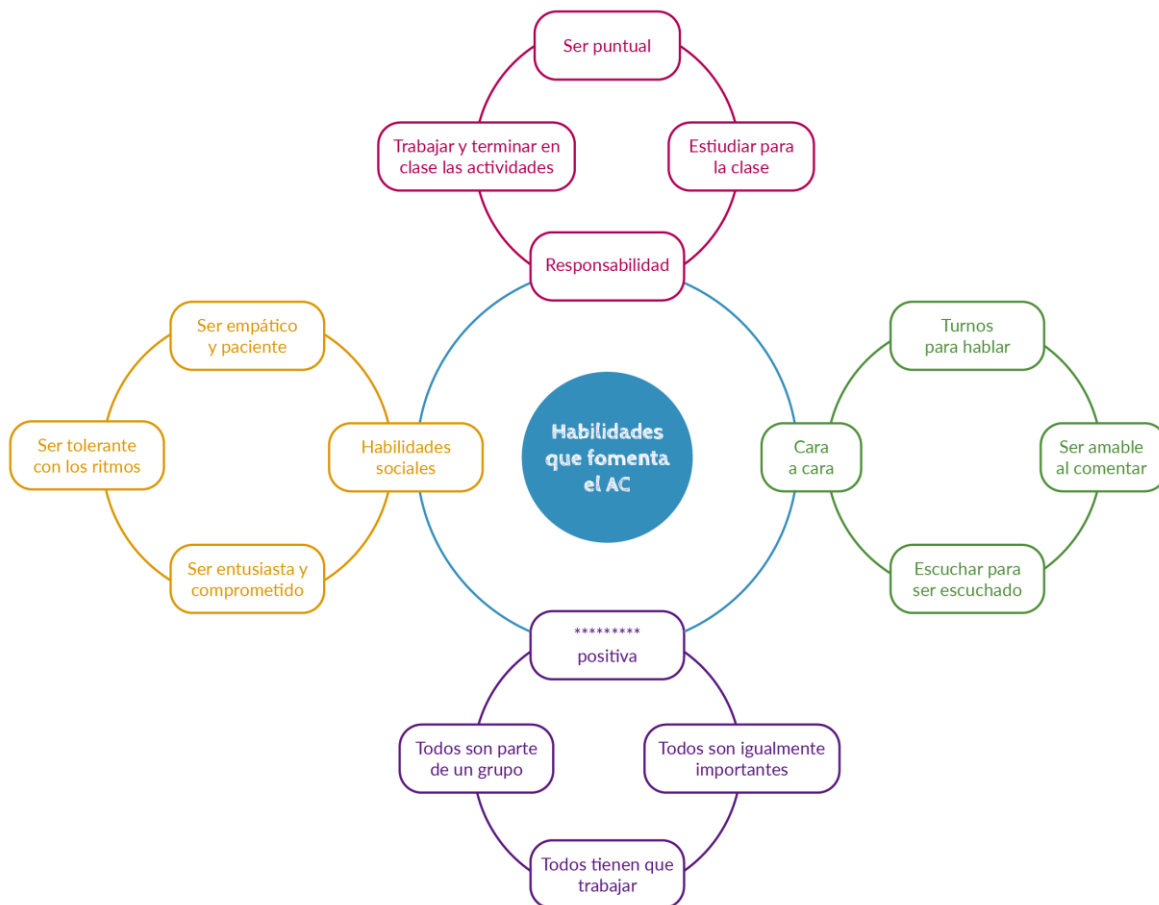 Ser puntual
Trabajar y terminar en
clase las actividades
Estiudiar para
la clase
Responsabilidad
Ser empático
y paciente
Ser tolerante
con los ritmos
Habilidades
sociales
Ser entusiasta y
comprometido
Habilidades
que fomenta
el AC
Turnos
para hablar
Cara
a cara
Ser amable
al comentar
Escuchar para
ser escuchado
*********
positiva
Todos son parte
de un grupo
Todos son igualmente
importantes
Todos tienen que
trabajar